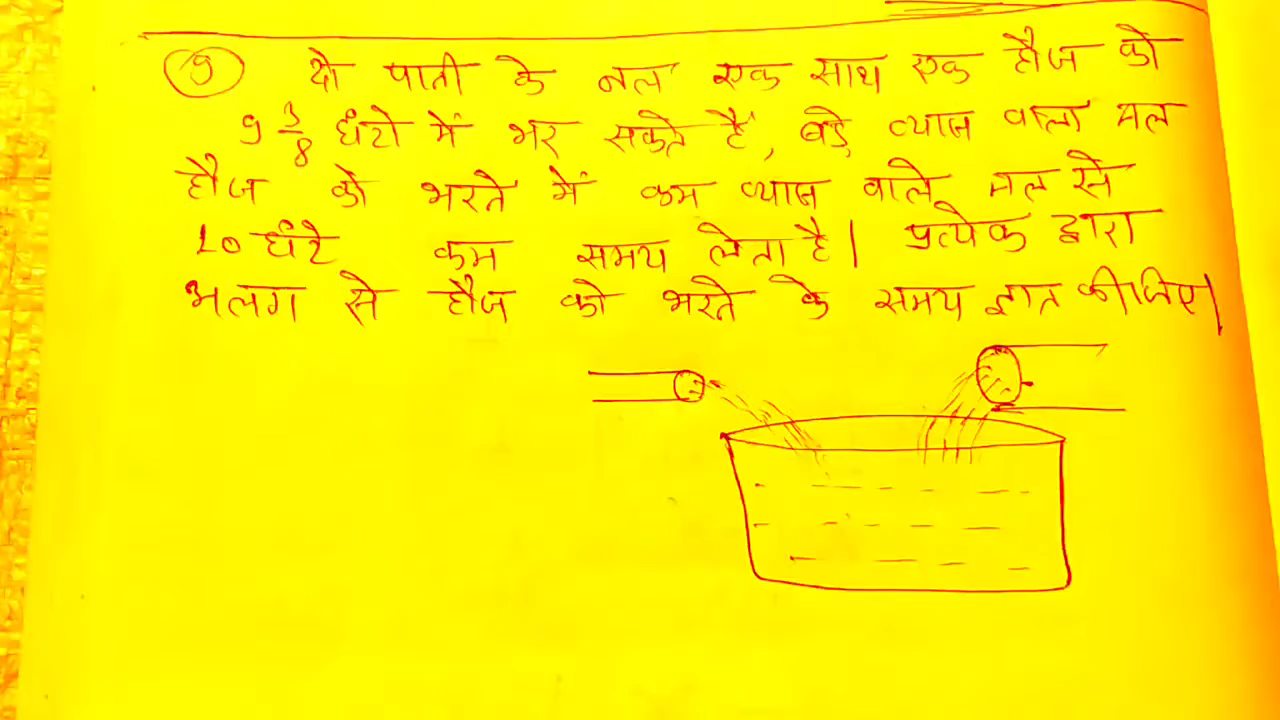 9 दो पानी के नल एक साथ एक हौज को
9 3/8 घंटो में भर सकते हैं, बड़े व्यास वाला नल
हौज को भरने में कम व्यास वाले नल से
10 घंटे कम समय लेता है। प्रत्येक द्वारा
अलग से हौज को भरने के समय ज्ञात कीजिए।